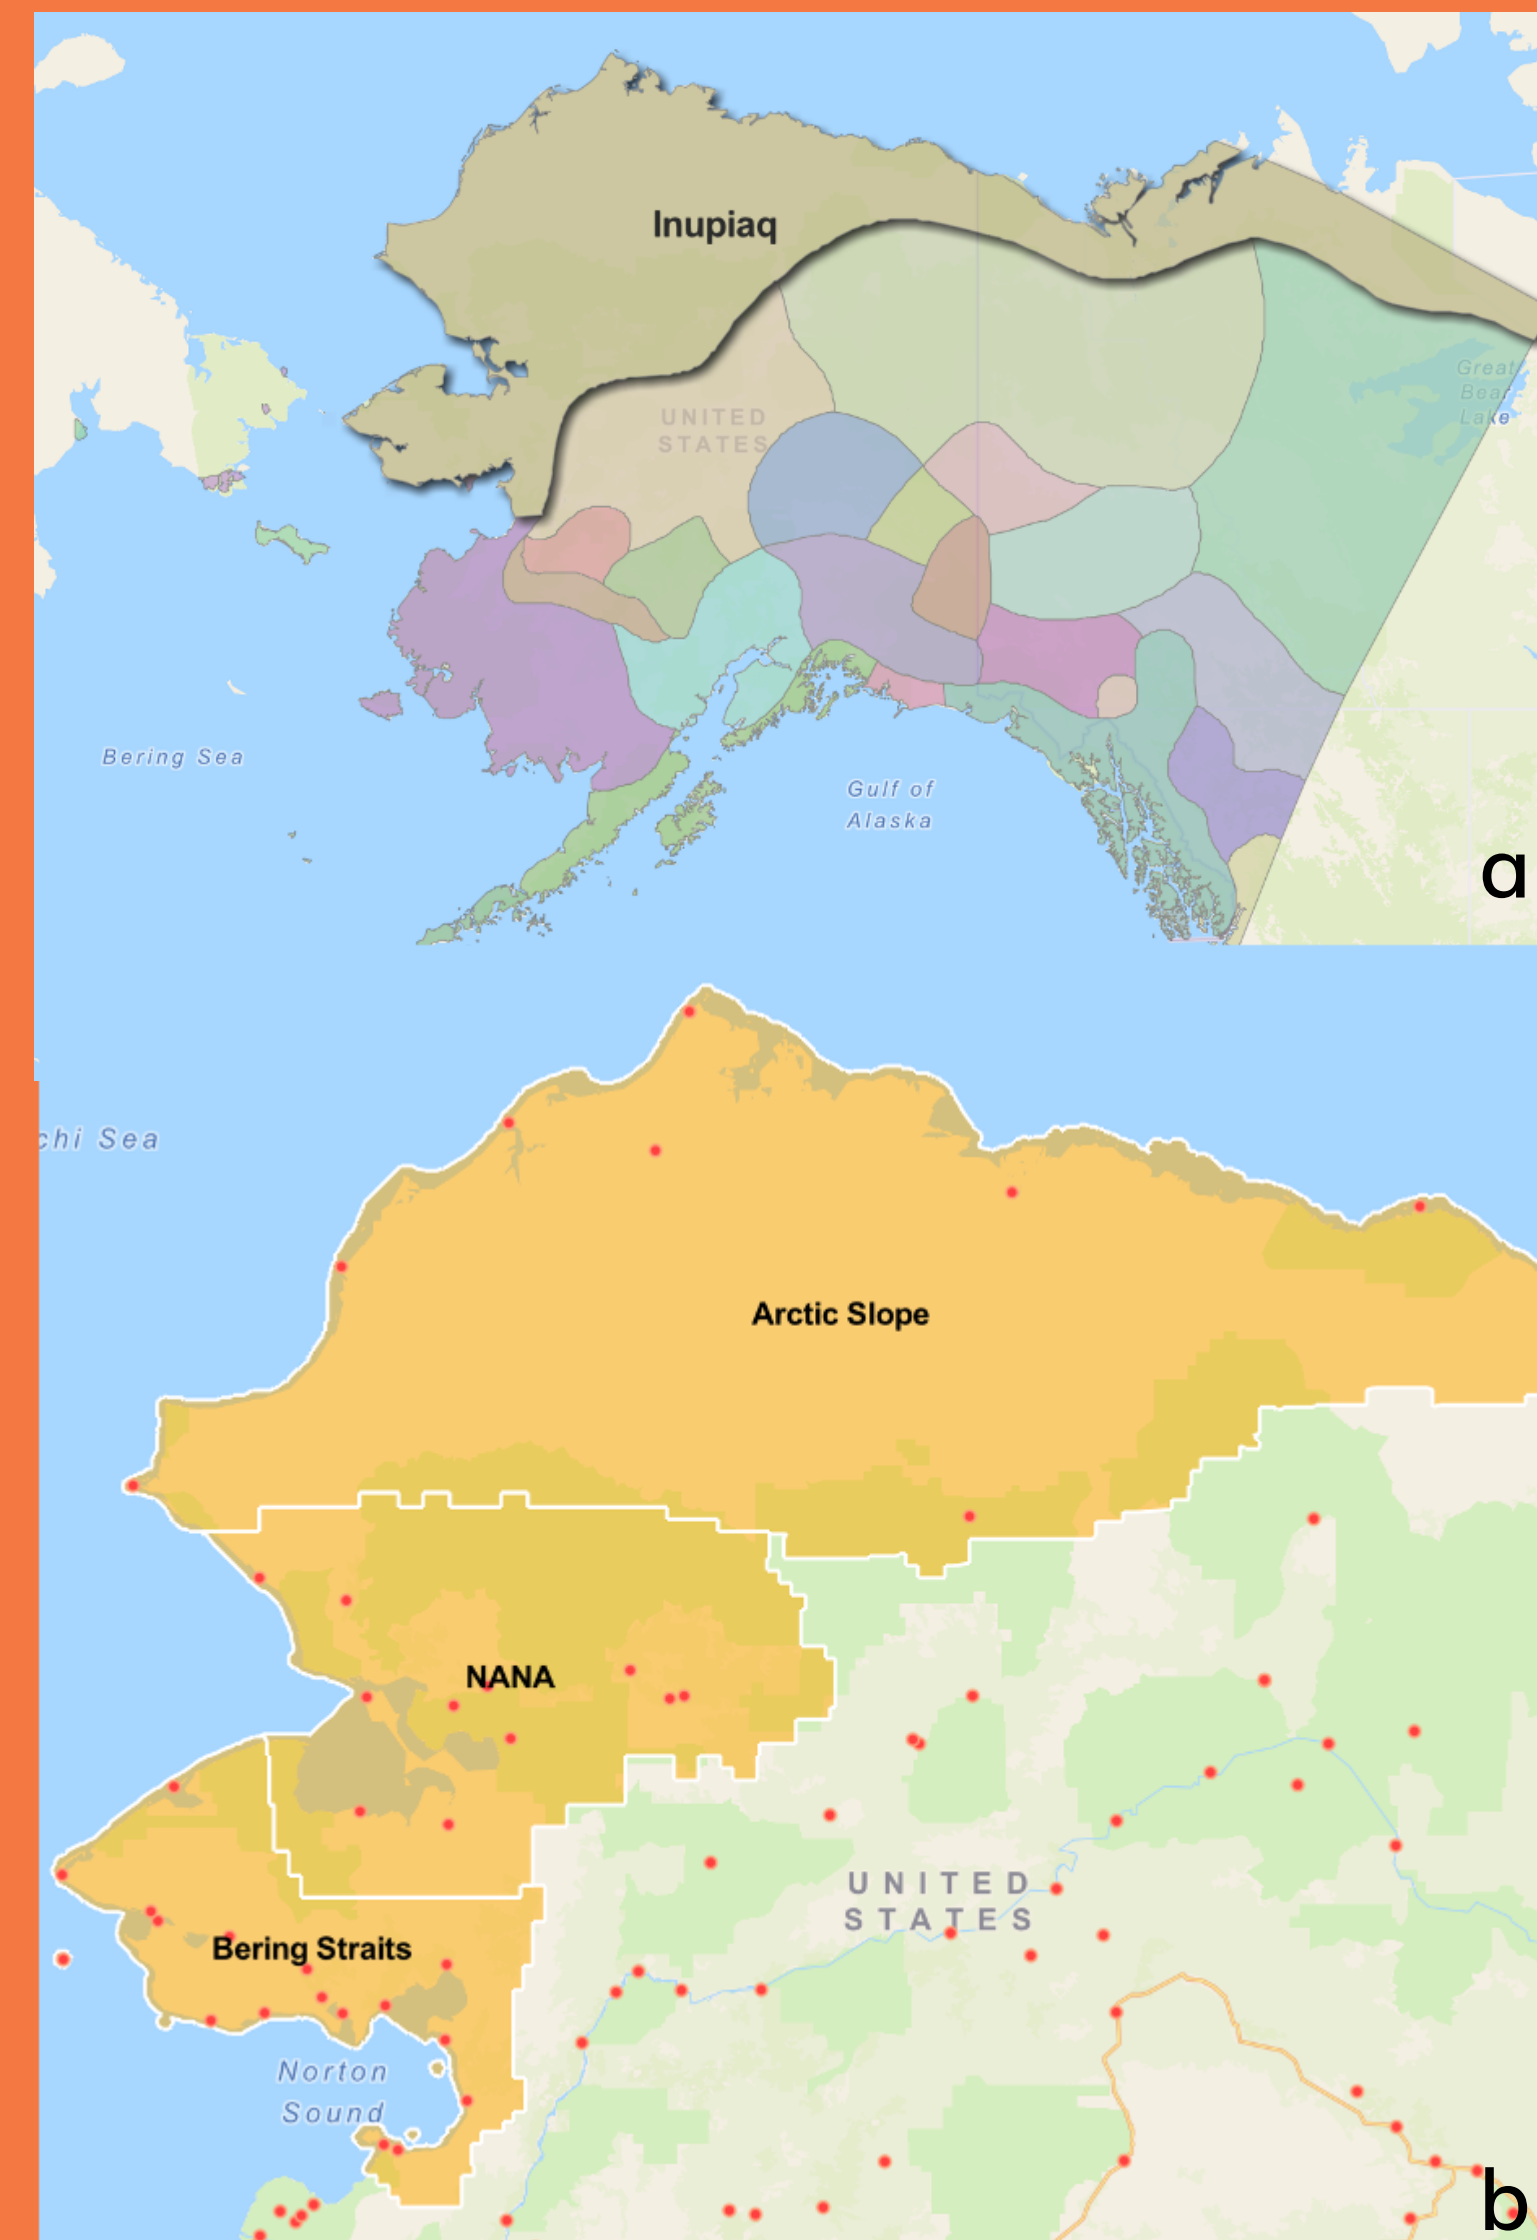 Inupiaq
UNITED
STATES
Great
Bear
Lake
Bering Sea
Gulf of
Alaska
a
chi Sea
Arctic Slope
NANA
UNITED
STATES
Bering Straits
Norton
Sound
b